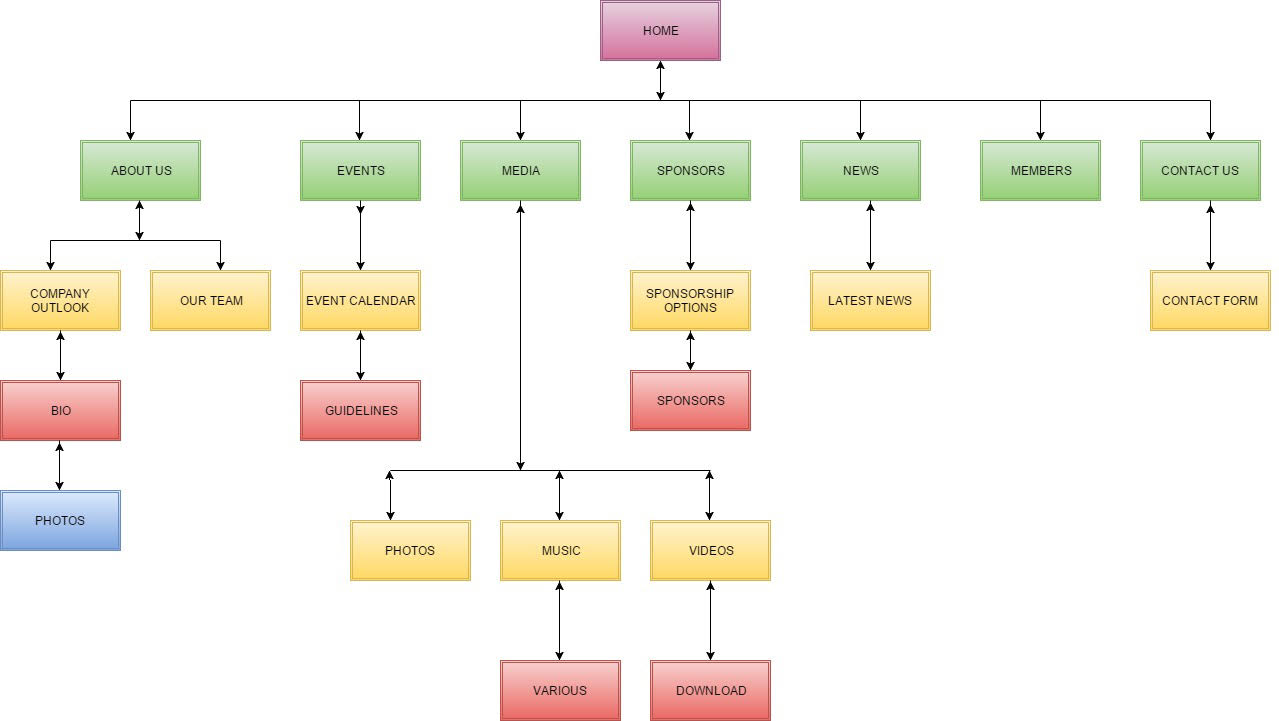 HOME
ABOUT US
EVENTS
MEDIA
SPONSORS
NEWS
MEMBERS
CONTACT US
COMPANY
OUTLOOK
OUR TEAM
EVENT CALENDAR
SPONSORSHIP
OPTIONS
LATEST NEWS
CONTACT FORM
BIO
GUIDELINES
SPONSORS
PHOTOS
PHOTOS
MUSIC
VIDEOS
VARIOUS
DOWNLOAD